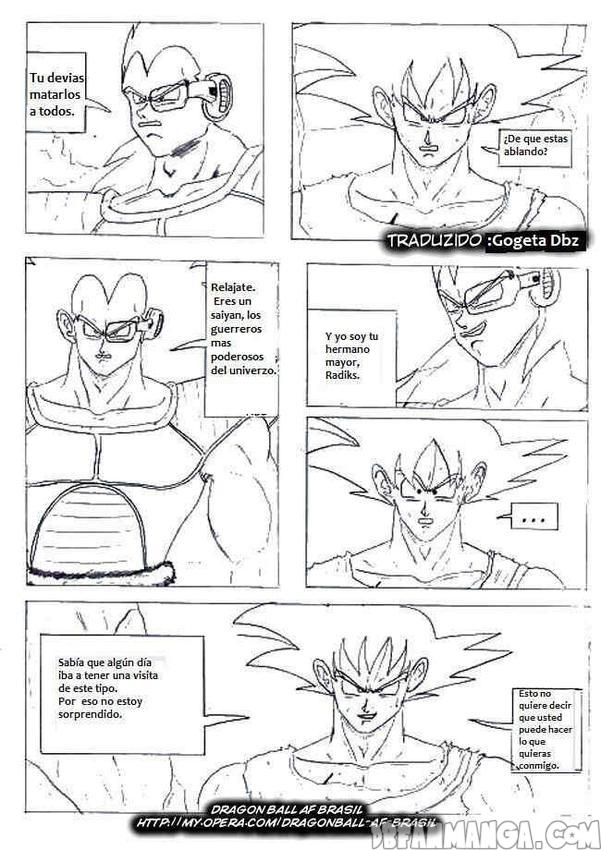 Tu devias
matarlos
a todos.
¿De que estas
ablando?
TRADUZIDO :Gogeta Dbz
Relajate.
Eres un
saiyan, los
guerreros
mas
poderosos
del univerzo.
Y yo soy tu
hermano
mayor,
Radiks.
...
Sabía que algún día
iba a tener una visita
de este tipo.
Por eso no estoy
sorprendido.
Esto no
quiere decir
que usted
puede hacer
lo que
quieras
conmigo.
DRAGON BALL AF BRASIL
HTTP://MY.OPERA.COM/DRAGONBALL-AF-BRASIL
DBFANMANGA.COM